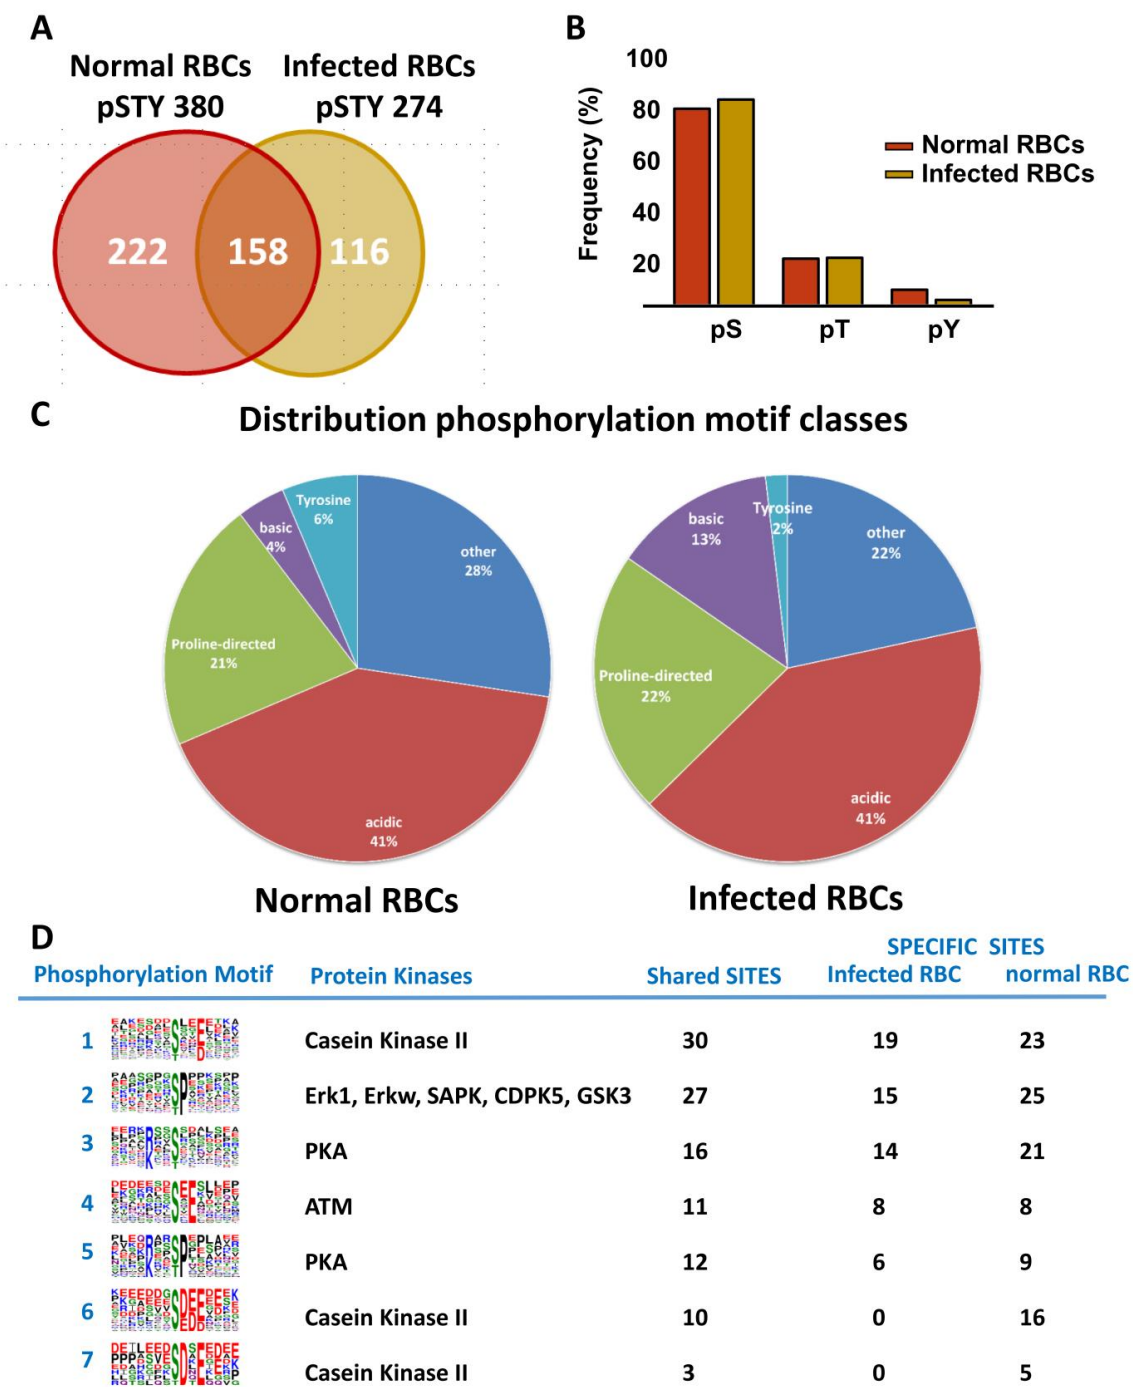 A
Normal RBCs
pSTY 380
Infected RBCs
pSTY 274
222
158
116
B
Frequency (%)
100
80
60
40
20
Normal RBCs
Infected RBCs
pS
pT
pY
C
Distribution phosphorylation motif classes
Tyrosine
6%
basic
4%
other
28%
Proline-directed
21%
acidic
41%
Normal RBCs
Tyrosine
2%
basic
13%
other
22%
Proline-directed
22%
acidic
41%
Infected RBCs
D
SPECIFIC SITES
Phosphorylation Motif Protein Kinases Shared SITES Infected RBC normal RBC
1 Casein Kinase II 30 19 23
2 Erk1, Erkw, SAPK, CDPK5, GSK3 27 15 25
3 PKA 16 14 21
4 ATM 11 8 8
5 PKA 12 6 9
6 Casein Kinase II 10 0 16
7 Casein Kinase II 3 0 5